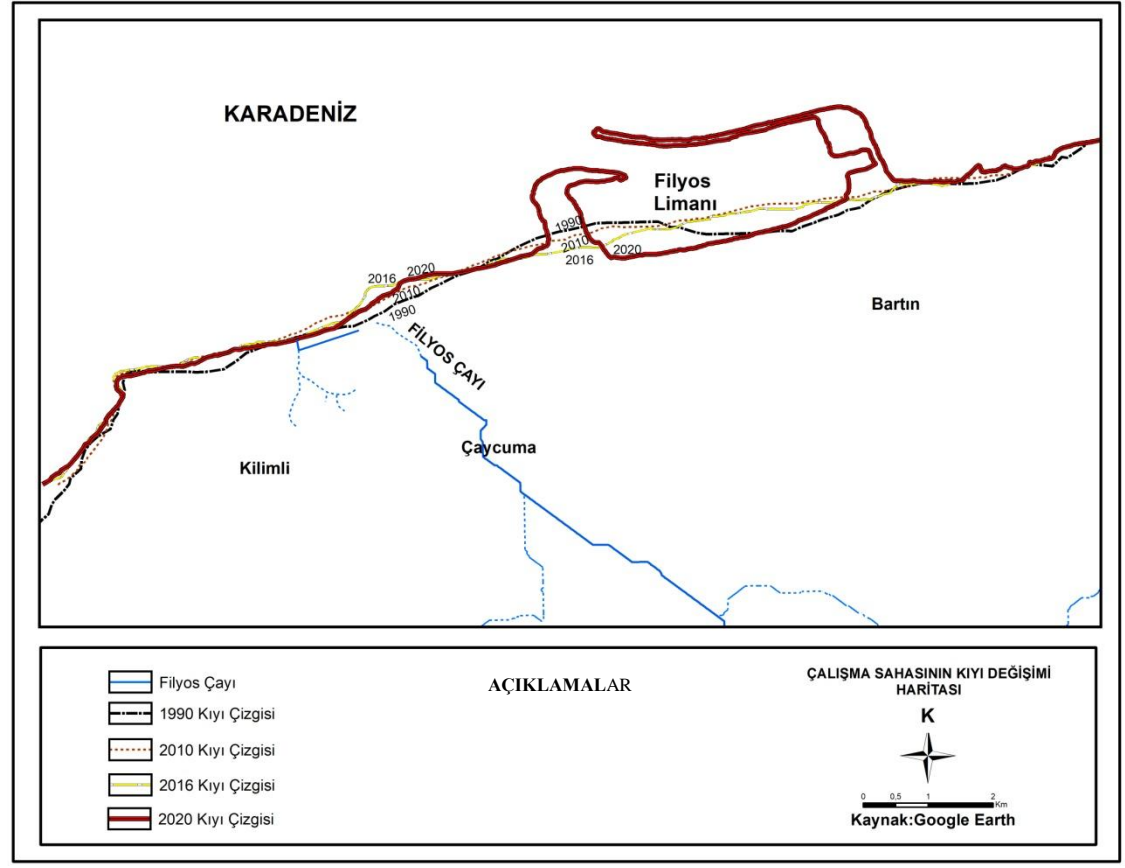 KARADENİZ
Filyos
Limanı
1990
2010
2016
2020
2016
2020
2010
1990
Bartın
FİLYOS ÇAYI
Çaycuma
Kilimli
AÇIKLAMALAR
Filyos Çayı
1990 Kıyı Çizgisi
2010 Kıyı Çizgisi
2016 Kıyı Çizgisi
2020 Kıyı Çizgisi
ÇALIŞMA SAHASININ KIYI DEĞİŞİMİ
HARİTASI
K
0 0,5 1 2
Km
Kaynak:Google Earth